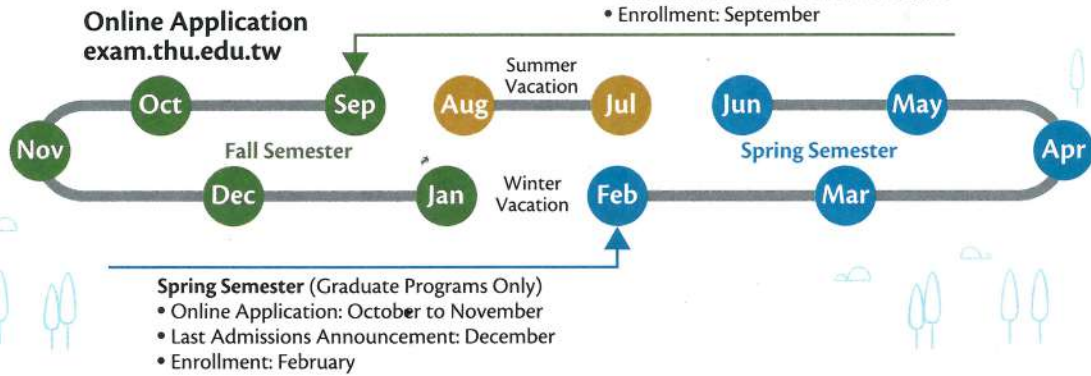 • Enrollment: September
Online Application
exam.thu.edu.tw
Summer
Vacation
Oct
Sep
Aug
Jul
Jun
May
Nov
Fall Semester
Spring Semester
Apr
Dec
Jan
Winter
Vacation
Feb
Mar
Spring Semester (Graduate Programs Only)
• Online Application: October to November
• Last Admissions Announcement: December
• Enrollment: February